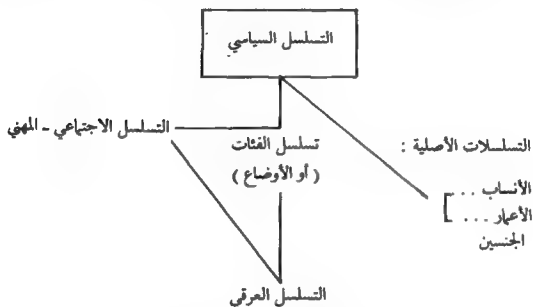 التسلسل السياسي
التسلسل الاجتماعي - المهني
تسلسل الفئات
( أو الأوضاع )
التسلسلات الأصلية :
الأنساب ...
الأعمار ...
الجنسين
التسلسل العرقي